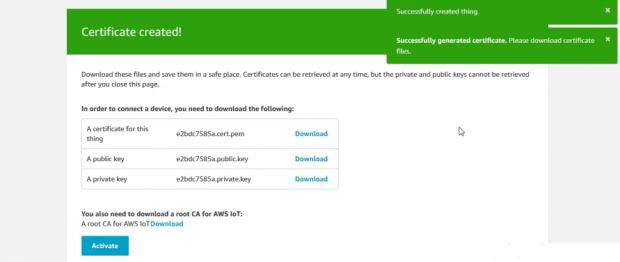 Successfully created thing.
Certificate created!
Successfully generated certificate. Please download certificate
files.
Download these files and save them in a safe place. Certificates can be retrieved at any time, but the private and public keys cannot be retrieved
after you close this page.
In order to connect a device, you need to download the following:
A certificate for this
thing
e2bdc7585a.cert.pem
Download
A public key
e2bdc7585a.public.key
Download
A private key
e2bdc7585a.private.key
Download
You also need to download a root CA for AWS IoT:
A root CA for AWS IoTDownload
Activate